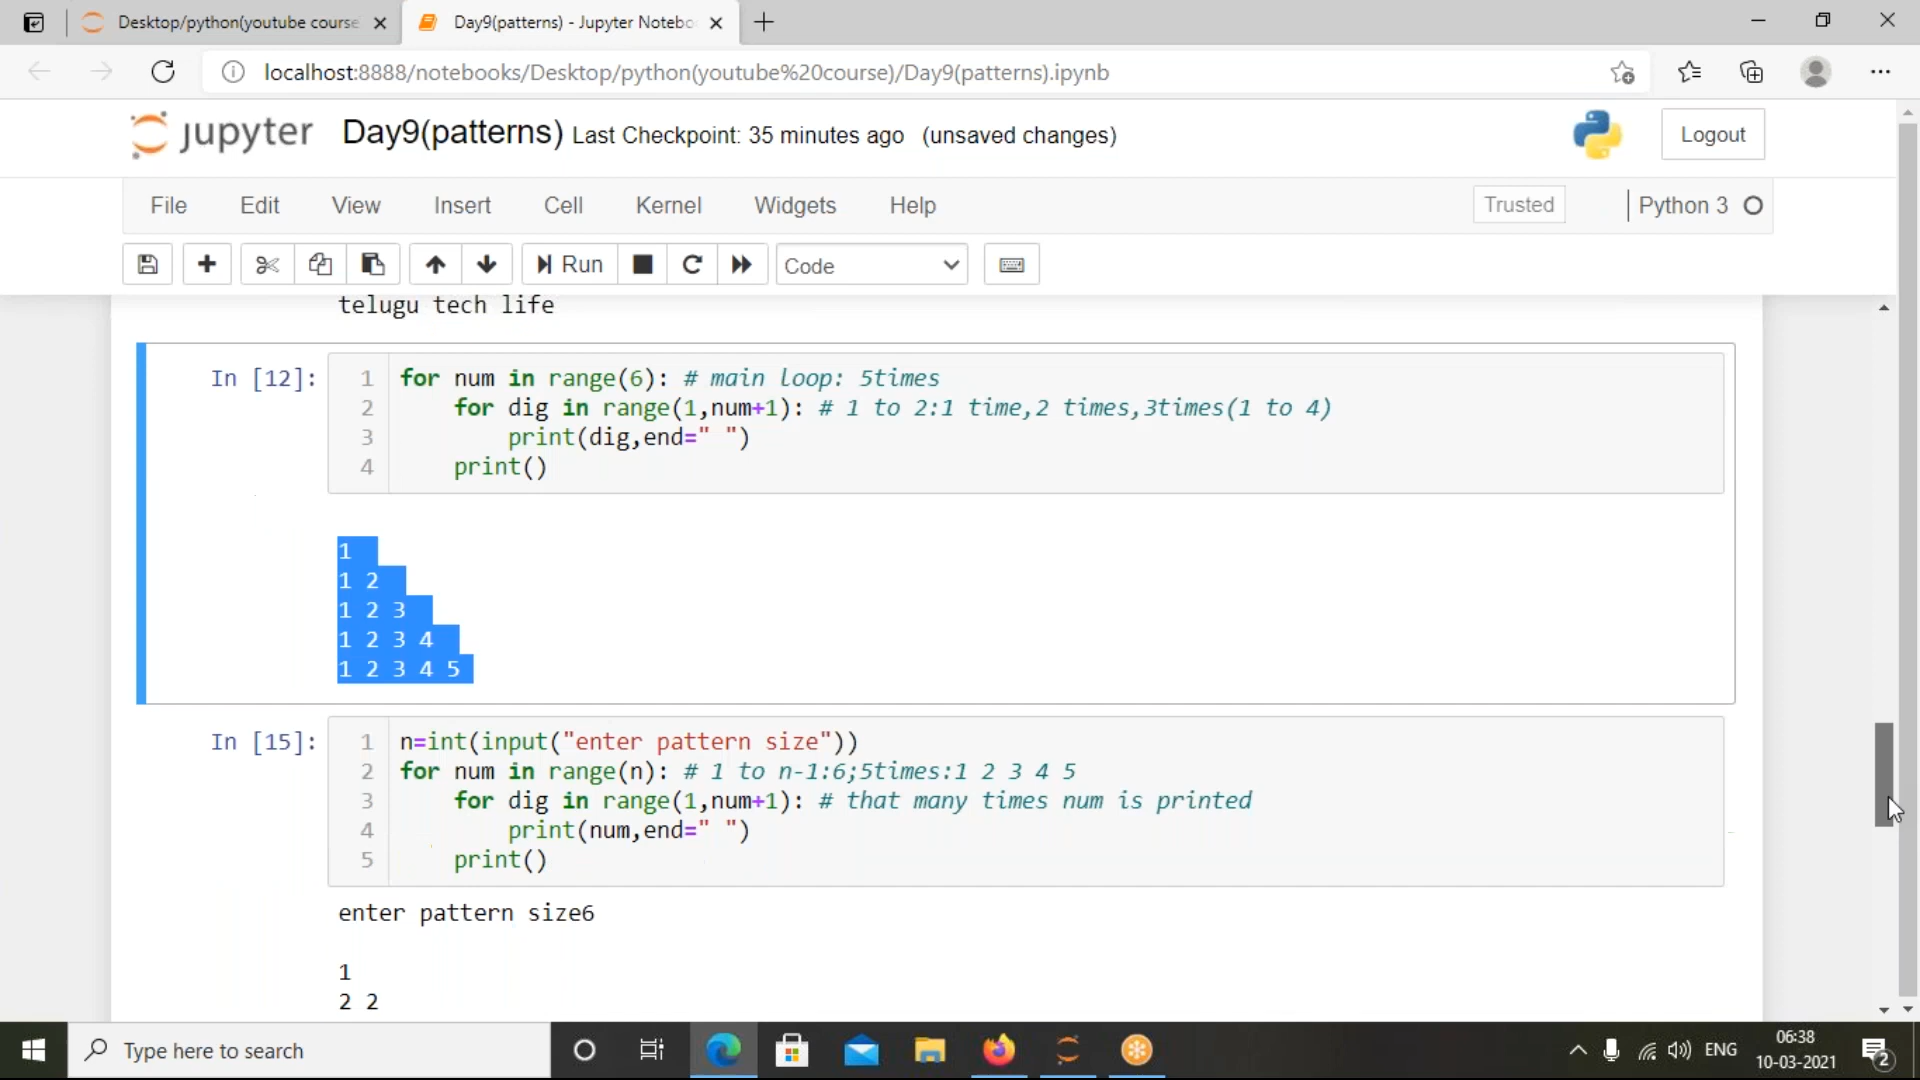 Desktop/python(youtube course
Day9(patterns) - Jupyter Notebo
localhost:8888/notebooks/Desktop/python(youtube%20course)/Day9(patterns).ipynb
jupyter Day9(patterns) Last Checkpoint: 35 minutes ago (unsaved changes)
Logout
File Edit View Insert Cell Kernel Widgets Help
Trusted
Python 3
Run
Code
telugu tech life
In [12]:
1 for num in range(6): # main loop: 5times
2 for dig in range(1,num+1): # 1 to 2:1 time,2 times,3times(1 to 4)
3 print(dig,end=" ")
4 print()
1
1 2
1 2 3
1 2 3 4
1 2 3 4 5
In [15]:
1 n=int(input("enter pattern size"))
2 for num in range(n): # 1 to n-1:6;5times:1 2 3 4 5
3 for dig in range(1,num+1): # that many times num is printed
4 print(num,end=" ")
5 print()
enter pattern size6
1
2 2
Type here to search
ENG
06:38
10-03-2021
2